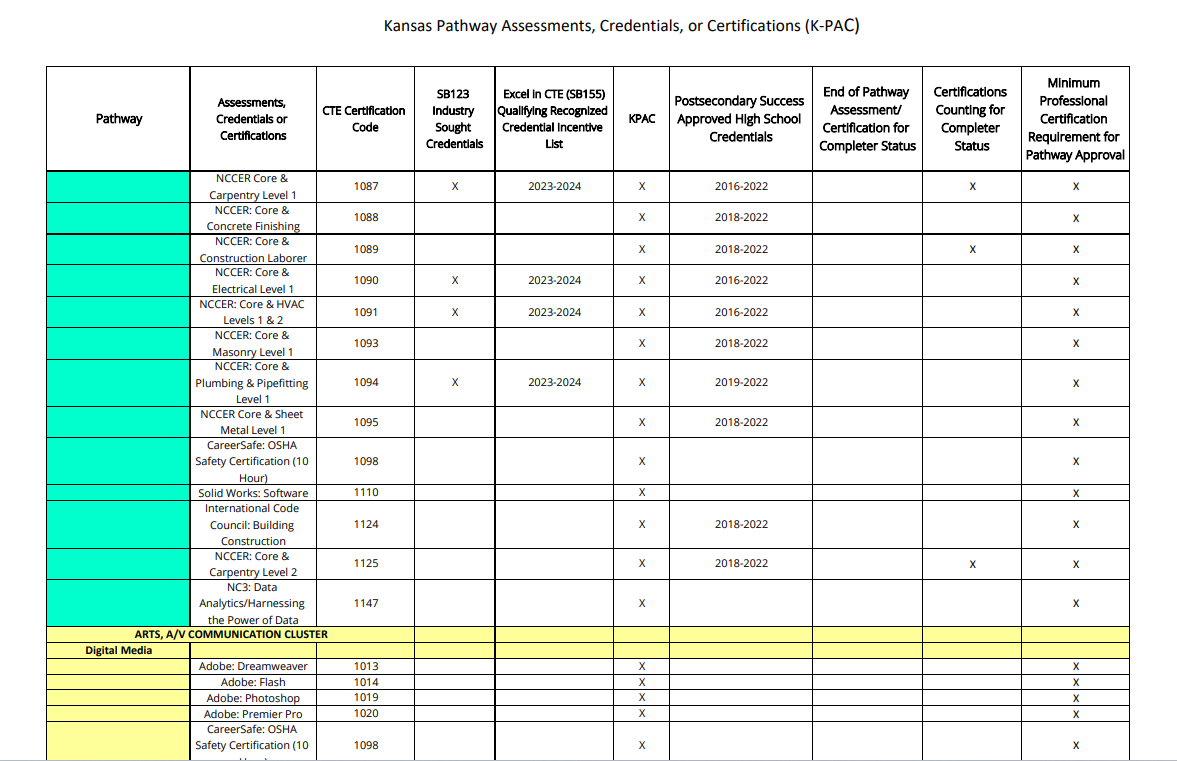 Kansas Pathway Assessments, Credentials, or Certifications (K-PAC)
Pathway
Assessments,
Credentials or
Certifications
CTE Certification
Code
SB123
Industry
Sought
Credentials
Excel in CTE (SB155)
Qualifying Recognized
Credential Incentive
List
KPAC
Postsecondary Success
Approved High School
Credentials
End of Pathway
Assessment/
Certification for
Completer Status
Certifications
Counting for
Completer
Status
Minimum
Professional
Certification
Requirement for
Pathway Approval
NCCER Core &
Carpentry Level 1
1087 X 2023-2024 X 2016-2022 X X
NCCER: Core &
Concrete Finishing
1088 X 2018-2022 X
NCCER: Core &
Construction Laborer
1089 X 2018-2022 X X
NCCER: Core &
Electrical Level 1
1090 X 2023-2024 X 2016-2022 X
NCCER: Core & HVAC
Levels 1 & 2
1091 X 2023-2024 X 2016-2022 X
NCCER: Core &
Masonry Level 1
1093 X 2018-2022 X
NCCER: Core &
Plumbing & Pipefitting
Level 1
1094 X 2023-2024 X 2019-2022 X
NCCER Core & Sheet
Metal Level 1
1095 X 2018-2022 X
CareerSafe: OSHA
Safety Certification (10
Hour)
1098 X X
Solid Works: Software 1110 X X
International Code
Council: Building
Construction
1124 X 2018-2022 X
NCCER: Core &
Carpentry Level 2
1125 X 2018-2022 X X
NC3: Data
Analytics/Harnessing
the Power of Data
1147 X X
ARTS, A/V COMMUNICATION CLUSTER
Digital Media
Adobe: Dreamweaver 1013 X X
Adobe: Flash 1014 X X
Adobe: Photoshop 1019 X X
Adobe: Premier Pro 1020 X X
CareerSafe: OSHA
Safety Certification (10
1098 X X